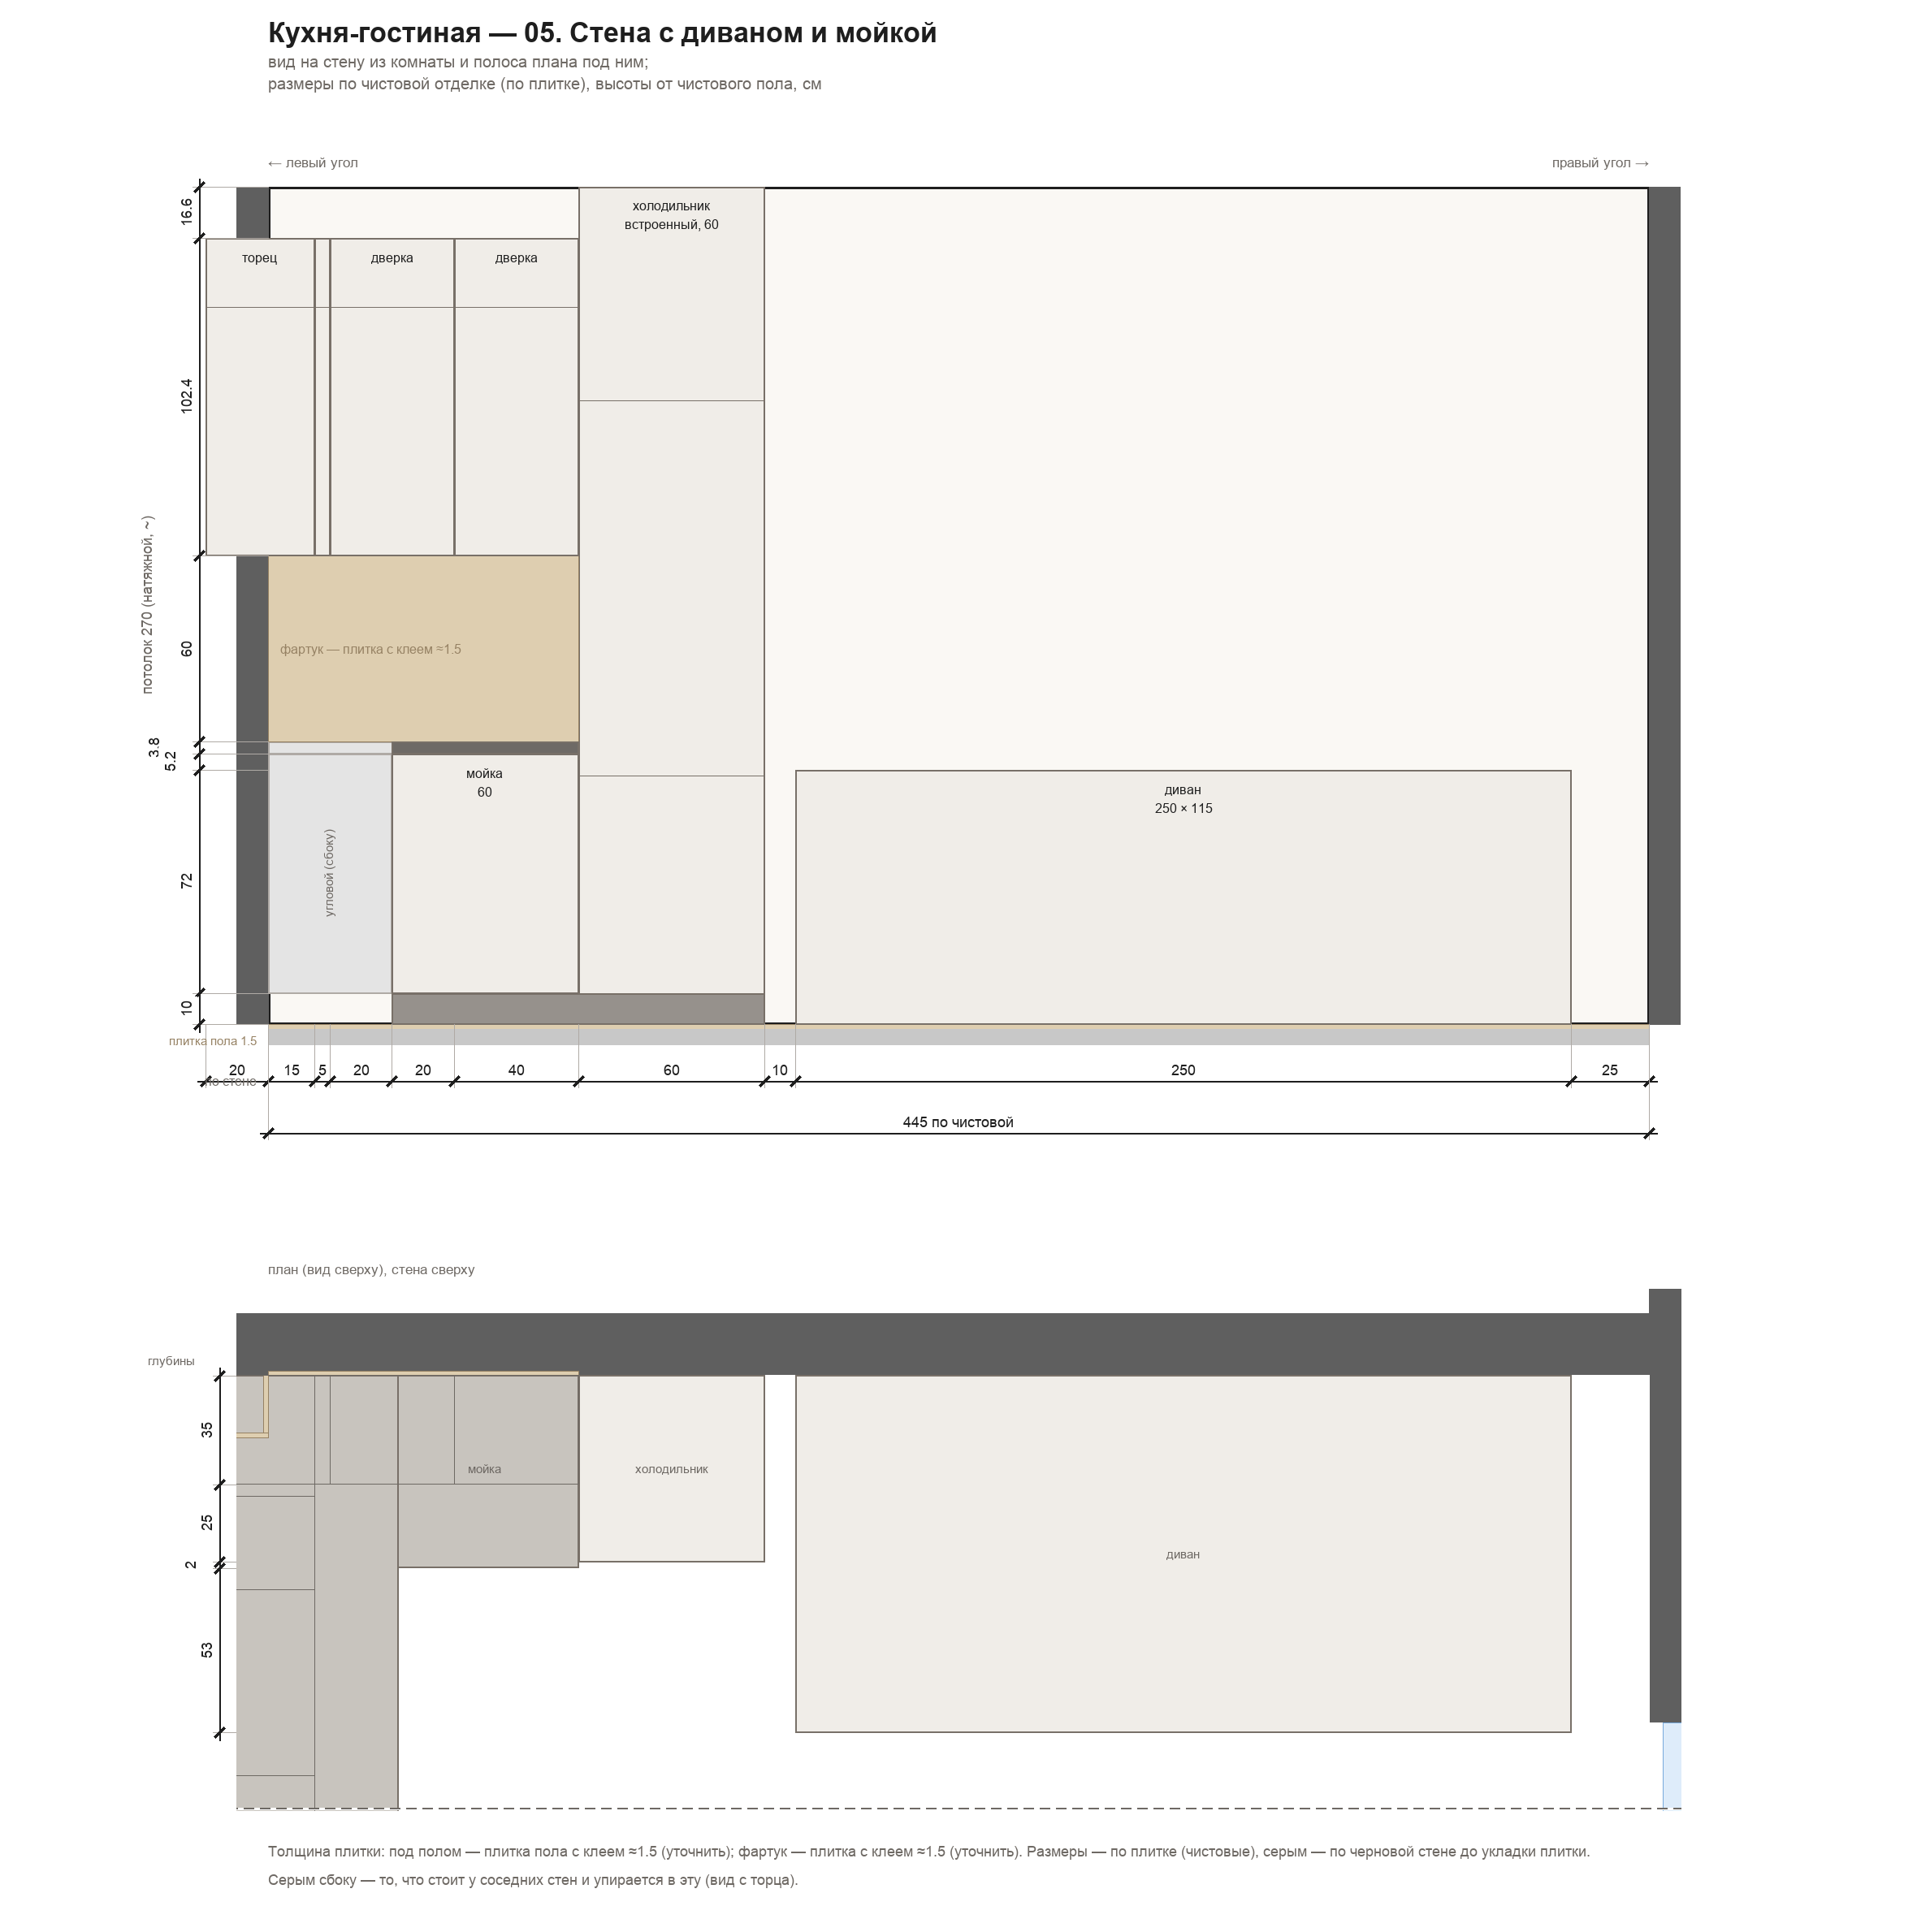 Кухня-гостиная — 05. Стена с диваном и мойкой
вид на стену из комнаты и полоса плана под ним;
размеры по чистовой отделке (по плитке), высоты от чистового пола, см
← левый угол
правый угол →
16.6
102.4
60
3.8
5.2
72
10
потолок 270 (натяжной, ~)
холодильник
встроенный, 60
торец
дверка
дверка
фартук — плитка с клеем ≈1.5
мойка
60
угловой (сбоку)
диван
250 × 115
плитка пола 1.5
по стене
20
15
5
20
20
40
60
10
250
25
445 по чистовой
план (вид сверху), стена сверху
глубины
35
25
2
53
мойка
холодильник
диван
Толщина плитки: под полом — плитка пола с клеем ≈1.5 (уточнить); фартук — плитка с клеем ≈1.5 (уточнить). Размеры — по плитке (чистовые), серым — по черновой стене до укладки плитки.
Серым сбоку — то, что стоит у соседних стен и упирается в эту (вид с торца).